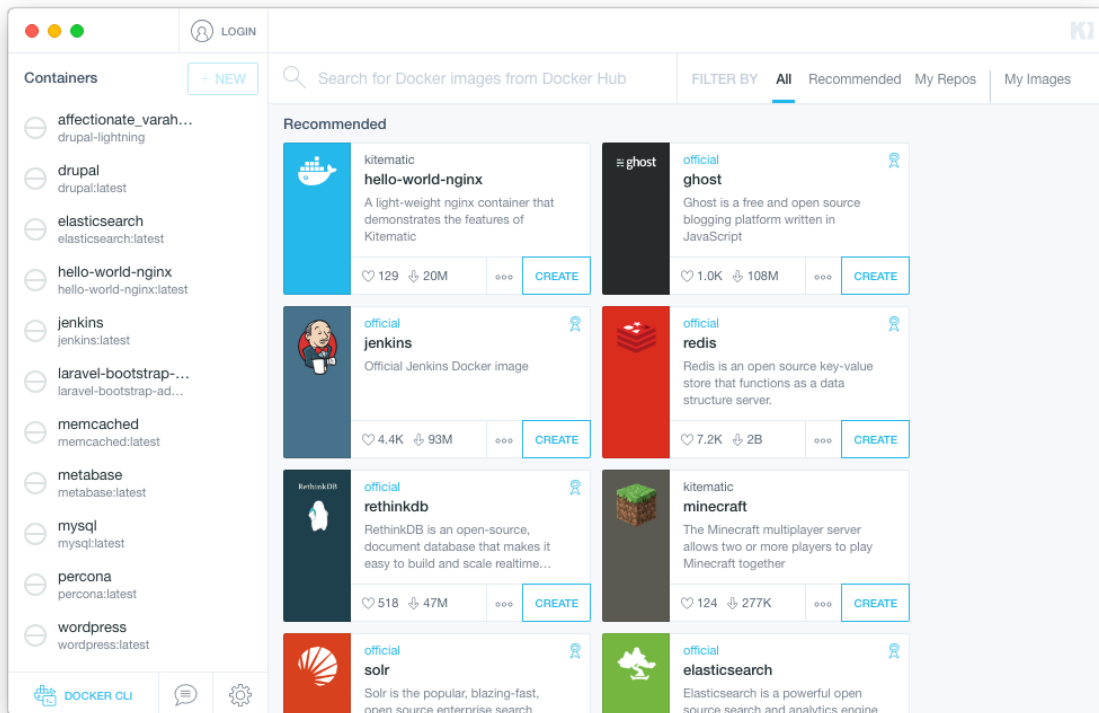 LOGIN
Containers
+ NEW
Search for Docker images from Docker Hub
FILTER BY All Recommended My Repos My Images
affectionate_varah...
drupal-lightning
drupal
drupal:latest
elasticsearch
elasticsearch:latest
hello-world-nginx
hello-world-nginx:latest
jenkins
jenkins:latest
laravel-bootstrap-...
laravel-bootstrap-ad...
memcached
memcached:latest
metabase
metabase:latest
mysql
mysql:latest
percona
percona:latest
wordpress
wordpress:latest
DOCKER CLI
Recommended
kitematic
hello-world-nginx
A light-weight nginx container that
demonstrates the features of
Kitematic
129 20M
CREATE
ghost
official
ghost
Ghost is a free and open source
blogging platform written in
JavaScript
1.0K 108M
CREATE
official
jenkins
Official Jenkins Docker image
4.4K 93M
CREATE
official
redis
Redis is an open source key-value
store that functions as a data
structure server.
7.2K 2B
CREATE
RethinkDB
official
rethinkdb
RethinkDB is an open-source,
document database that makes it
easy to build and scale realtime...
518 47M
CREATE
kitematic
minecraft
The Minecraft multiplayer server
allows two or more players to play
Minecraft together
124 277K
CREATE
official
solr
Solr is the popular, blazing-fast,
open source enterprise search
official
elasticsearch
Elasticsearch is a powerful open
source search and analytics engine